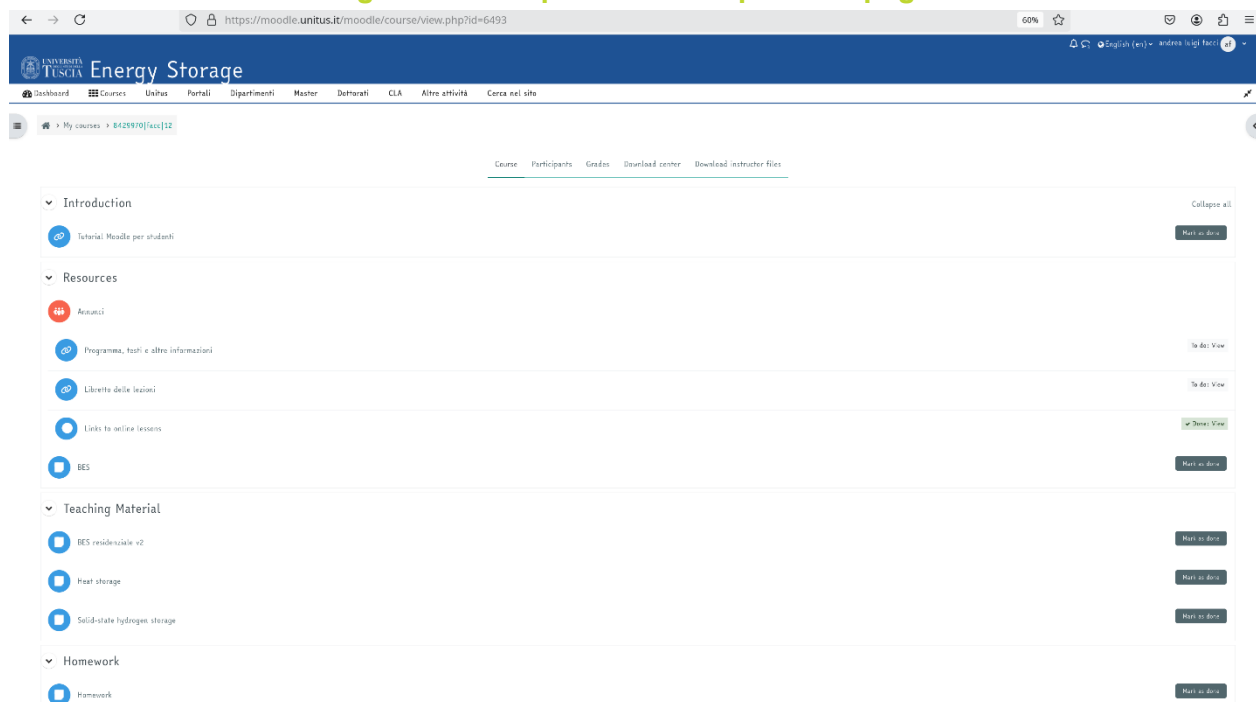 https://moodle.unitus.it/moodle/course/view.php?id=6493
60%
English (en)
andrea luigi facci
af
UNIVERSITÀ
TUSCIA
Energy Storage
Dashboard
Courses
Unitus
Portali
Dipartimenti
Master
Dottorati
CLA
Altre attività
Cerca nel sito
My courses
Course
Participants
Grades
Download center
Download instructor files
Introduction
Collapse all
Tutorial Moodle per studenti
Mark as done
Resources
Annunci
Programma, testi e altre informazioni
To do: View
Libretto delle lezioni
To do: View
Links to online lessons
Done: View
BES
Mark as done
Teaching Material
BES residenziale v2
Mark as done
Heat storage
Mark as done
Solid-state hydrogen storage
Mark as done
Homework
Homework
Mark as done